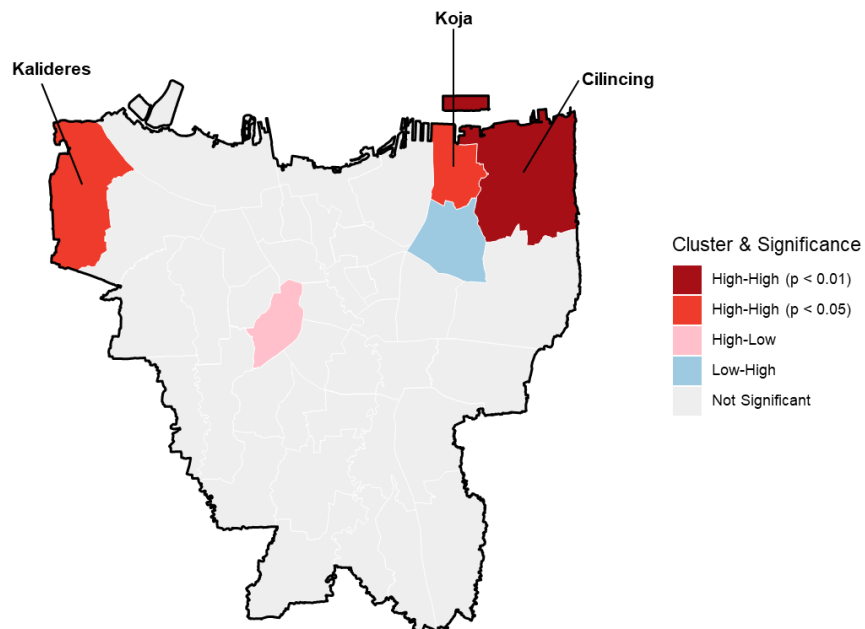 Koja
Kalideres
Cilincing
Cluster & Significance
High-High (p < 0.01)
High-High (p < 0.05)
High-Low
Low-High
Not Significant